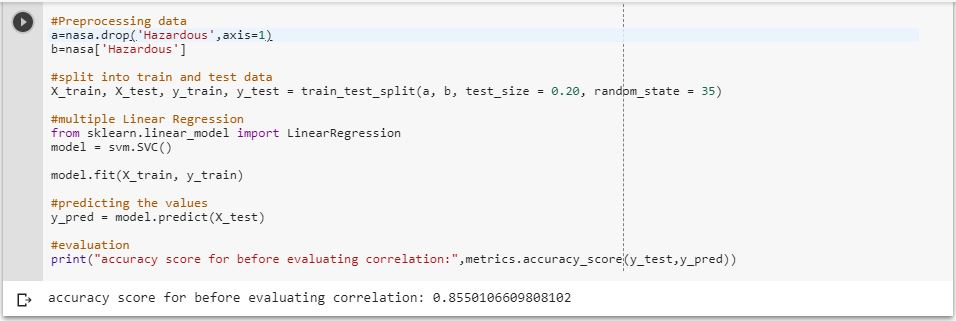 #Preprocessing data
a=nasa.drop('Hazardous',axis=1)
b=nasa['Hazardous']
#split into train and test data
X_train, X_test, y_train, y_test = train_test_split(a, b, test_size = 0.20, random_state = 35)
#multiple Linear Regression
from sklearn.linear_model import LinearRegression
model = svm.SVC()
model.fit(X_train, y_train)
#predicting the values
y_pred = model.predict(X_test)
#evaluation
print("accuracy score for before evaluating correlation:",metrics.accuracy_score(y_test,y_pred))
accuracy score for before evaluating correlation: 0.8550106609808102